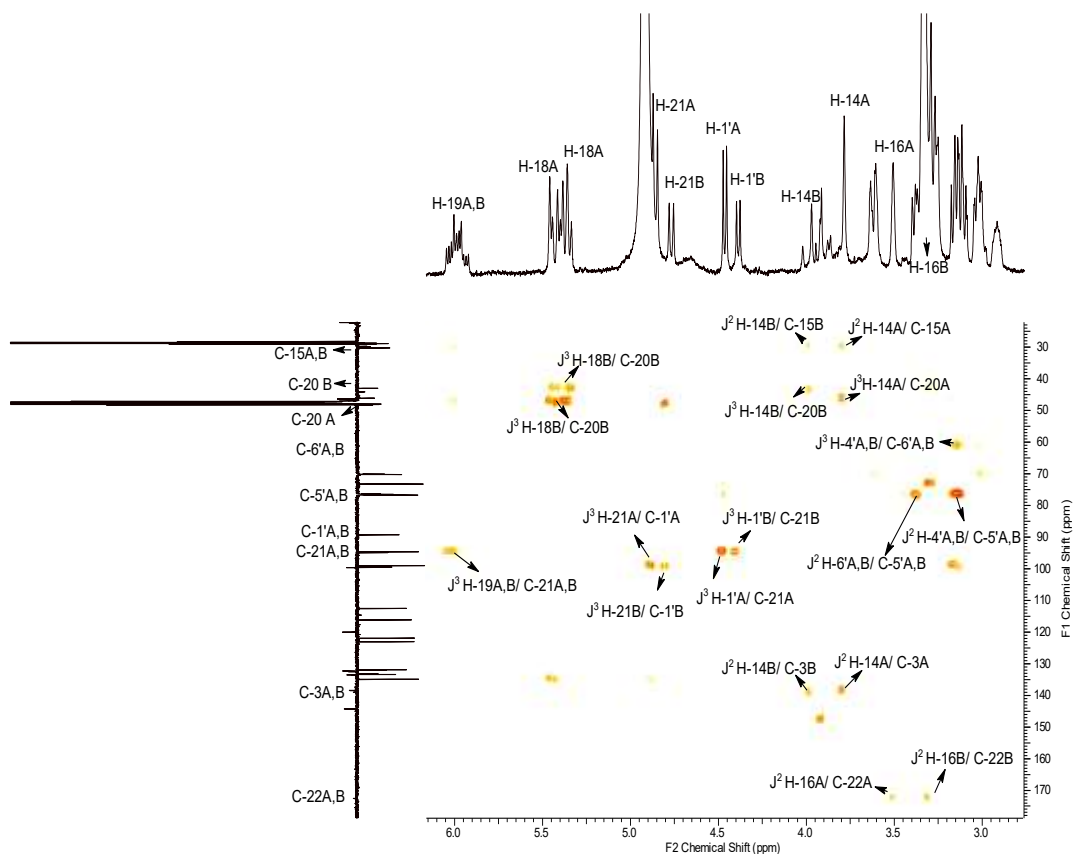 H-14A
H-21A
H-1'A
H-18A
H-16A
H-18A
H-1'B
H-21B
H-14B
H-19A,B
H-16B
J² H-14B/ C-15B
J² H-14A/ C-15A
30
C-15A,B
J³ H-18B/ C-20B
40
C-20 B
J³H-14A/ C-20A
J³ H-14B/ C-20B
50
C-20 A
J³ H-18B/ C-20B
J³ H-4'A,B/ C-6'A,B
60
C-6'A,B
70
C-5'A,B
80
J³ H-21A/ C-1'A
J³ H-1'B/ C-21B
J² H-4'A,B/ C-5'A,B
C-1'A,B
90
C-21A,B
J² H-6'A,B/ C-5'A,B
100
J³ H-19A,B/ C-21A,B
J³ H-1'A/ C-21A
J³ H-21B/ C-1'B
110
120
130
J² H-14B/ C-3B
J² H-14A/ C-3A
C-3A,B
140
150
J² H-16B/ C-22B
160
J² H-16A/ C-22A
C-22A,B
170
F1 Chemical Shift (ppm)
6.0 5.5 5.0 4.5 4.0 3.5 3.0
F2 Chemical Shift (ppm)